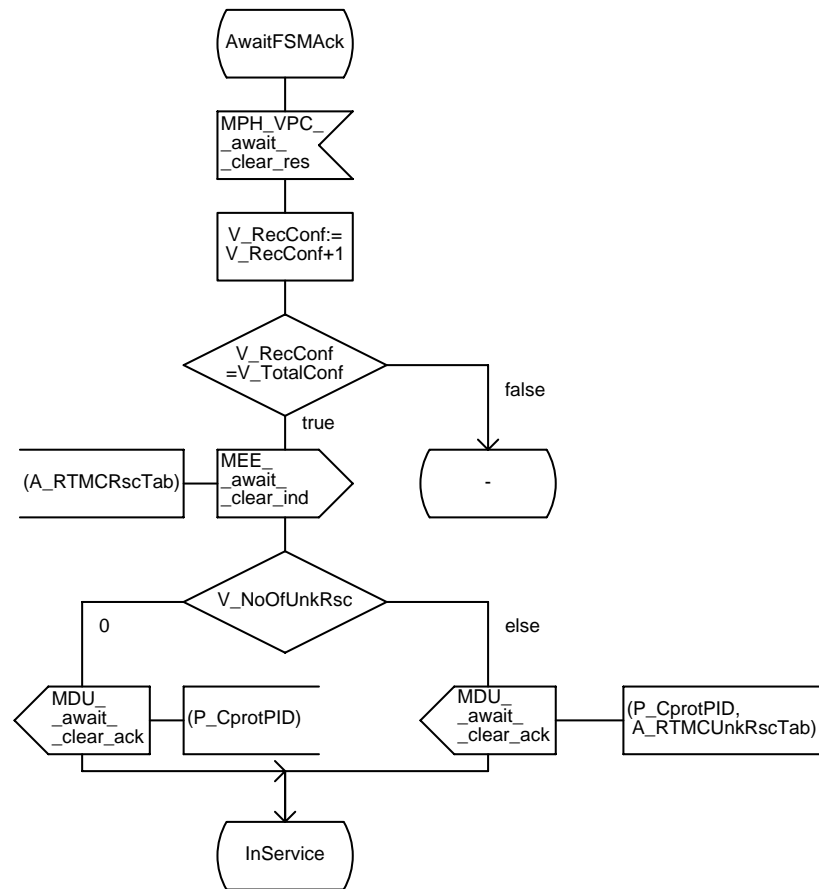 AwaitFSMAck
MPH_VPC_
_await_
_clear_res
V_RecConf:=
V_RecConf+1
V_RecConf
=V_TotalConf
false
true
(A_RTMCRscTab)
MEE_
_await_
_clear_ind
-
V_NoOfUnkRsc
0
else
MDU_
_await_
_clear_ack
(P_CprotPID)
MDU_
_await_
_clear_ack
(P_CprotPID,
A_RTMCUnkRscTab)
InService